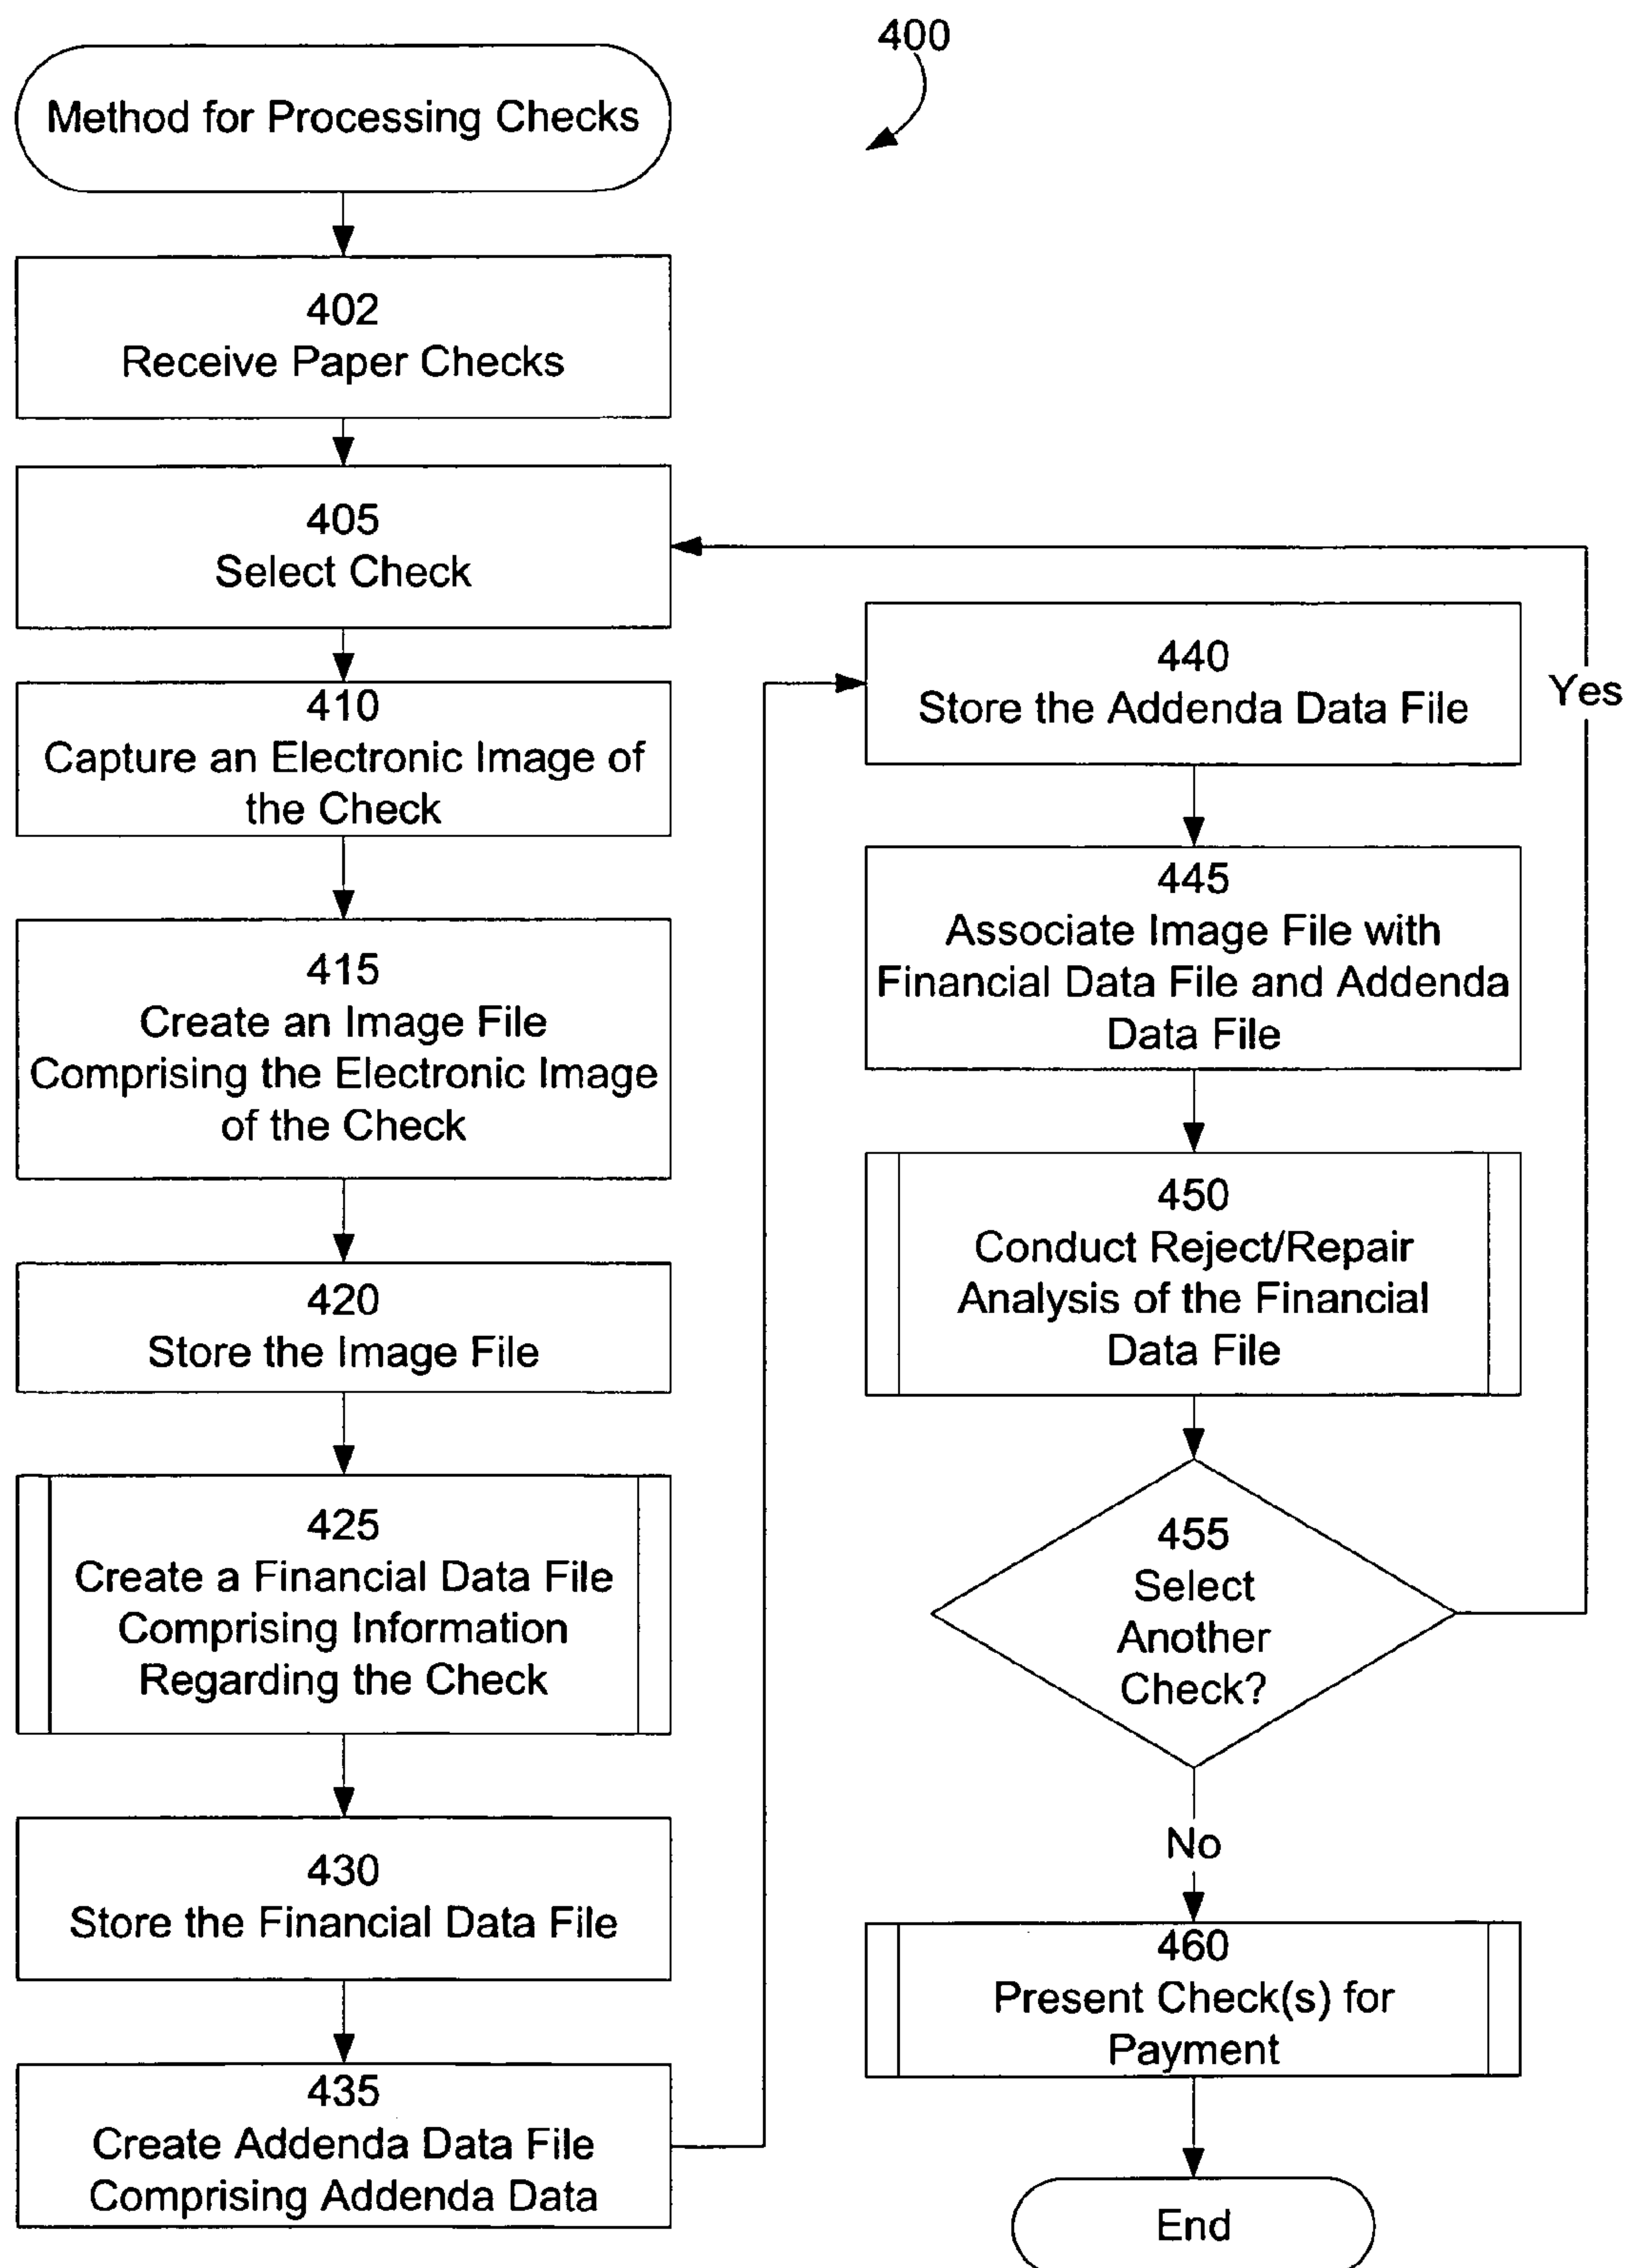 400
Method for Processing Checks
402
Receive Paper Checks
405
Select Check
410
Capture an Electronic Image of
the Check
415
Create an Image File
Comprising the Electronic Image
of the Check
420
Store the Image File
425
Create a Financial Data File
Comprising Information
Regarding the Check
430
Store the Financial Data File
435
Create Addenda Data File
Comprising Addenda Data
440
Store the Addenda Data File
Yes
445
Associate Image File with
Financial Data File and Addenda
Data File
450
Conduct Reject/Repair
Analysis of the Financial
Data File
455
Select
Another
Check?
No
460
Present Check(s) for
Payment
End